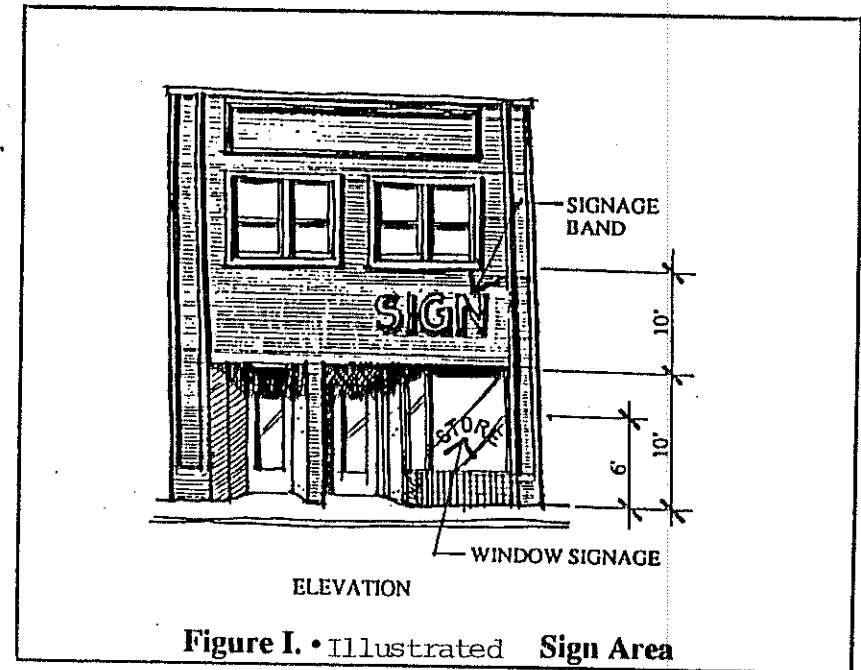 SIGNAGE
BAND
SIGN
10'
STORE
6'
10'
WINDOW SIGNAGE
ELEVATION
Figure I. • Illustrated Sign Area